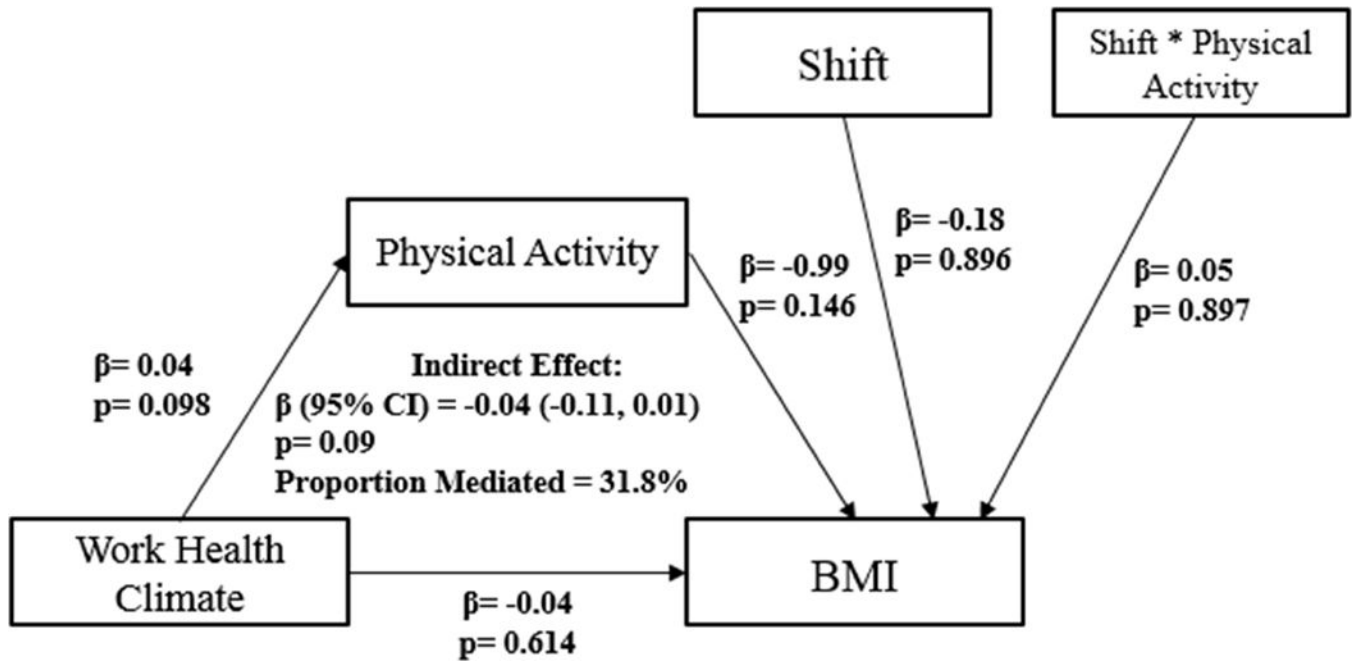 Shift
Shift * Physical
Activity
Physical Activity
β= -0.18
p= 0.896
β= -0.99
p= 0.146
β= 0.05
p= 0.897
β= 0.04
p= 0.098
Indirect Effect:
β (95% CI) = -0.04 (-0.11, 0.01)
p= 0.09
Proportion Mediated = 31.8%
Work Health
Climate
BMI
β= -0.04
p= 0.614